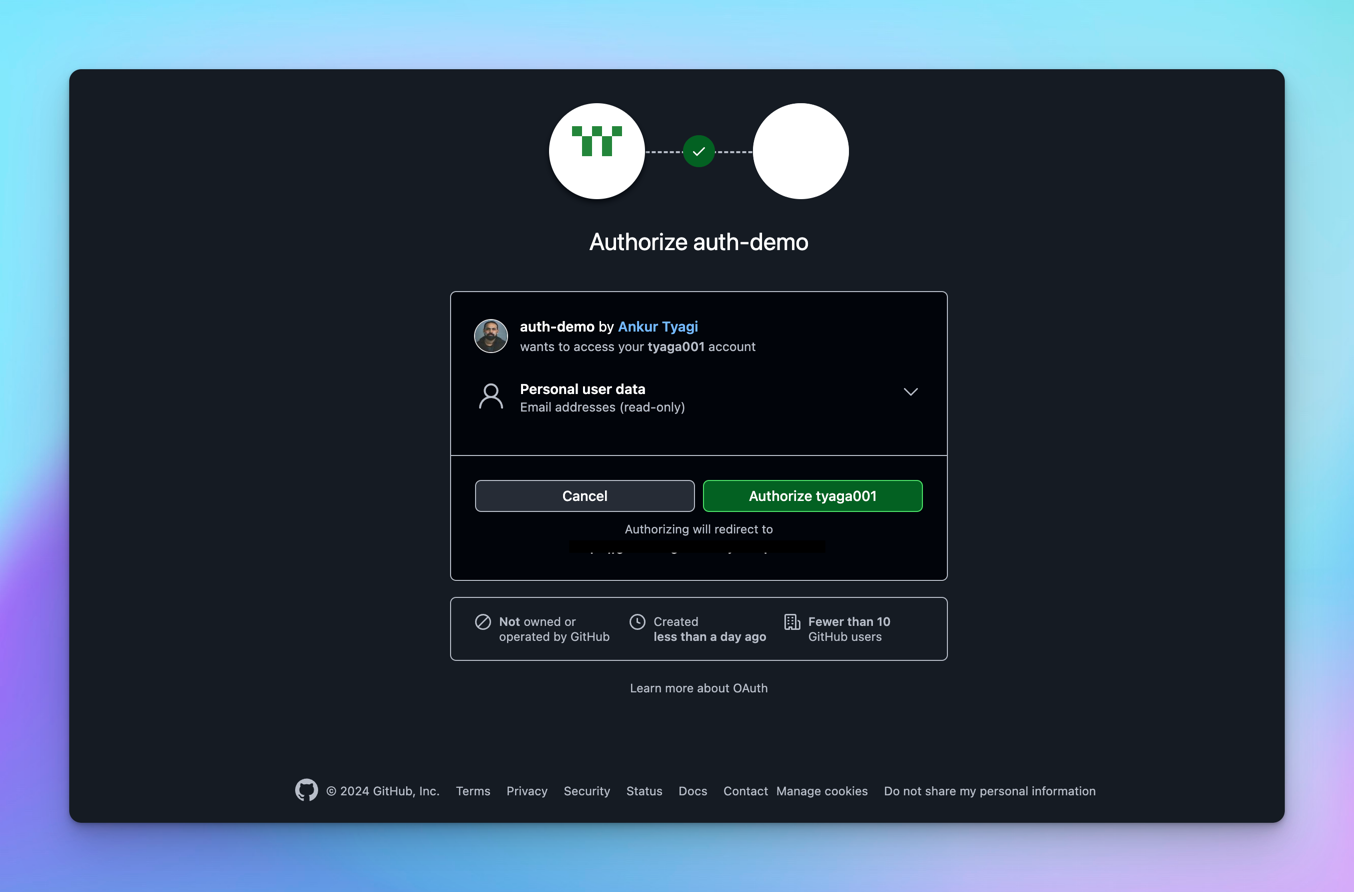 Authorize auth-demo
auth-demo by Ankur Tyagi
wants to access your tyaga001 account
Personal user data
Email addresses (read-only)
Cancel
Authorize tyaga001
Authorizing will redirect to
Not owned or
operated by GitHub
Created
less than a day ago
Fewer than 10
GitHub users
Learn more about OAuth
© 2024 GitHub, Inc. Terms Privacy Security Status Docs Contact Manage cookies Do not share my personal information